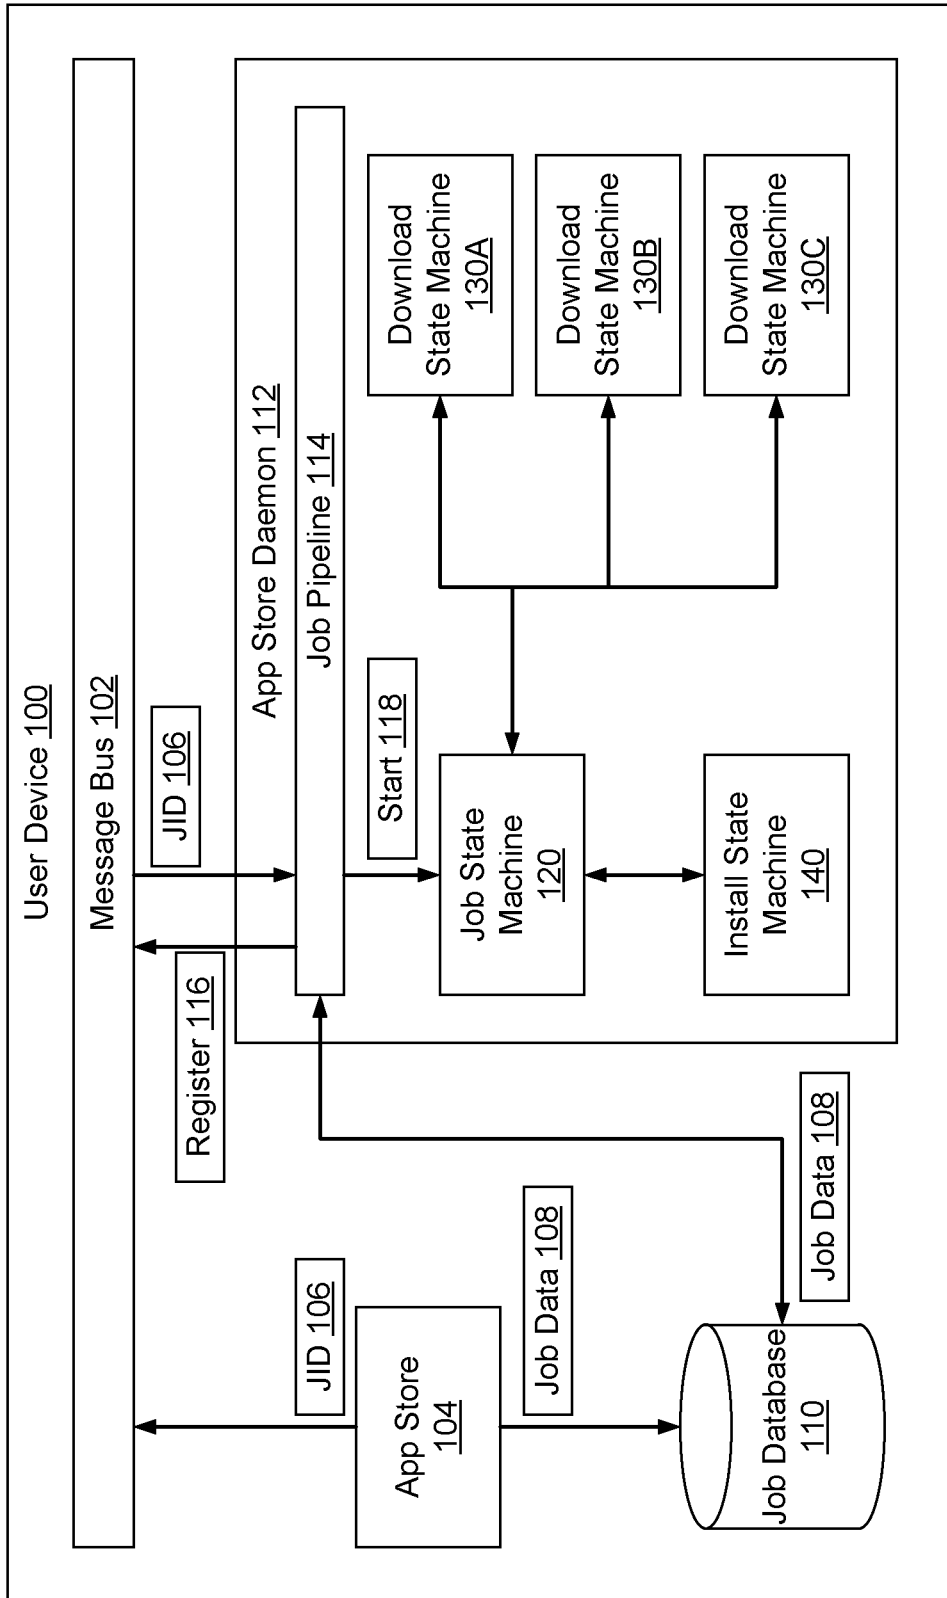 User Device 100
Message Bus 102
JID 106
Register 116
JID 106
App Store
104
Job Data 108
Job Database
110
Job Data 108
App Store Daemon 112
Job Pipeline 114
Start 118
Job State
Machine
120
Install State
Machine
140
Download
State Machine
130A
Download
State Machine
130B
Download
State Machine
130C